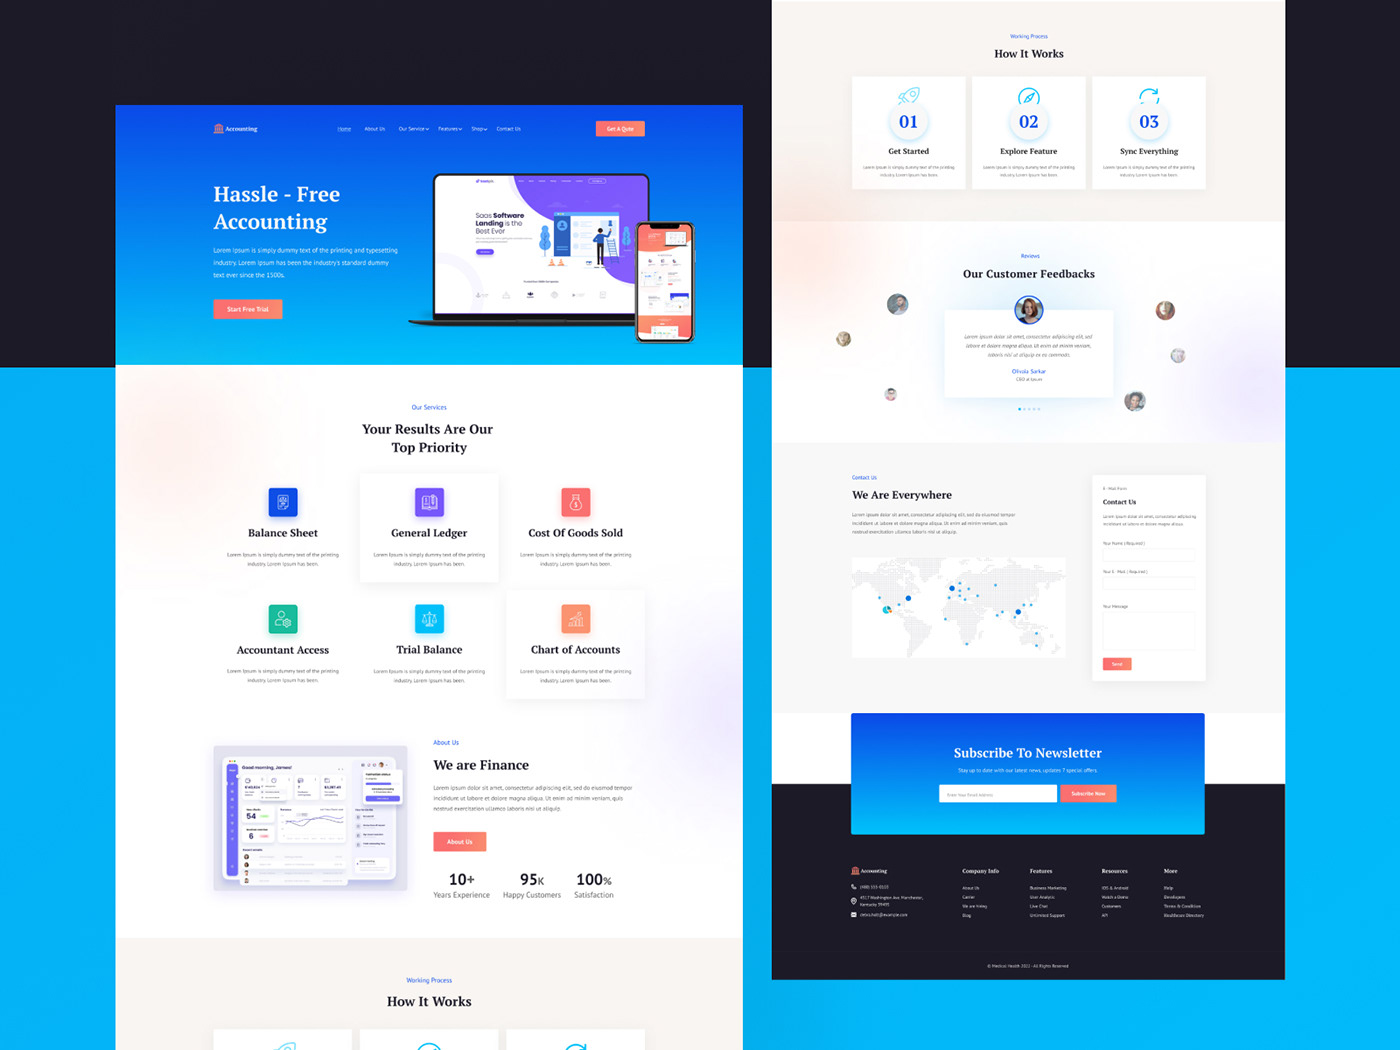 Accounting
Home
About Us
Our Service
Features
Shop
Contact Us
Get A Qote
Hassle - Free
Accounting
Lorem Ipsum is simply dummy text of the printing and typesetting
industry. Lorem Ipsum has been the industry's standard dummy
text ever since the 1500s.
Start Free Trial
Saas Software
Landing is the
Best Ever
Our Services
Your Results Are Our
Top Priority
Balance Sheet
Lorem Ipsum is simply dummy text of the printing
industry. Lorem Ipsum has been.
General Ledger
Lorem Ipsum is simply dummy text of the printing
industry. Lorem Ipsum has been.
Cost Of Goods Sold
Lorem Ipsum is simply dummy text of the printing
industry. Lorem Ipsum has been.
Accountant Access
Lorem Ipsum is simply dummy text of the printing
industry. Lorem Ipsum has been.
Trial Balance
Lorem Ipsum is simply dummy text of the printing
industry. Lorem Ipsum has been.
Chart of Accounts
Lorem Ipsum is simply dummy text of the printing
industry. Lorem Ipsum has been.
Good morning, James!
54
6
About Us
We are Finance
Lorem ipsum dolor sit amet, consectetur adipiscing elit, sed do eiusmod tempor
incididunt ut labore et dolore magna aliqua. Ut enim ad minim veniam, quis
nostrud exercitation ullamco laboris nisi ut aliquip.
About Us
10+
Years Experience
95K
Happy Customers
100%
Satisfaction
Working Process
How It Works
Working Process
How It Works
01
Get Started
Lorem Ipsum is simply dummy text of the printing
industry. Lorem Ipsum has been.
02
Explore Feature
Lorem Ipsum is simply dummy text of the printing
industry. Lorem Ipsum has been.
03
Sync Everything
Lorem Ipsum is simply dummy text of the printing
industry. Lorem Ipsum has been.
Reviews
Our Customer Feedbacks
Lorem ipsum dolor sit amet, consectetur adipiscing elit, sed
do eiusmod
laboris nisi ut aliquip ex ea commodo.
Olivola Sarkar
CEO at Ipsum
Contact Us
We Are Everywhere
Lorem ipsum dolor sit amet, consectetur adipiscing elit, sed do eiusmod tempor
incididunt ut labore et dolore magna aliqua. Ut enim ad minim veniam, quis
nostrud exercitation ullamco laboris nisi ut aliquip.
E- Mail Form
Contact Us
Lorem ipsum dolor sit amet, consectetur adipiscing
incididunt ut labore et dolore magna aliqua.
Your Name (Required)
Your E- Mail (Required)
Your Message
Send
Subscribe To Newsletter
Stay up to date with our latest news, updates 7 special offers.
Enter Your Email Address
Subscribe Now
Accounting
(480) 555-0103
4517 Washington Ave. Manchester,
Kentucky 39495
Company Info
About Us
Carrier
We are hiring
Blog
Features
Business Marketing
User Analytic
Live Chat
Unlimited Support
Resources
IOS & Android
Watch a Demo
Customers
API
More
Help
Developers
Terms & Condition
Healthcare Directory
© Medical Health 2022 - All Rights Reserved